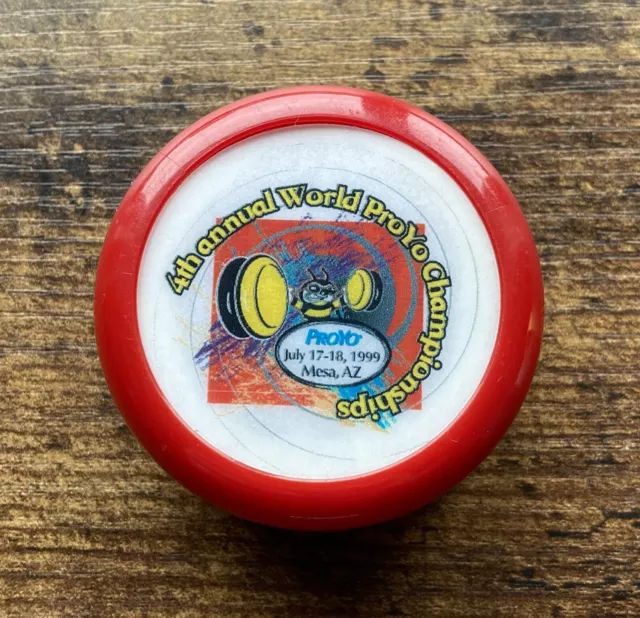 4th annual World ProYo Championships
PROYO
July 17-18, 1999
Mesa, AZ